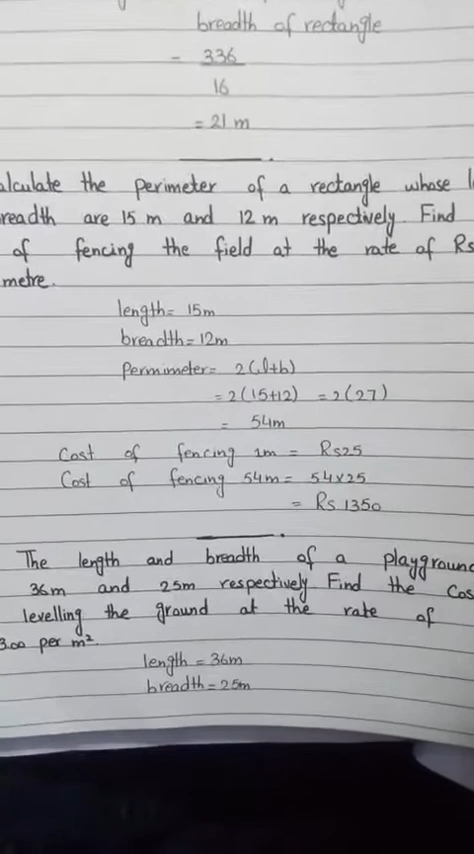 breadth of rectangle
- 336
16
= 21 m
alculate the perimeter of a rectangle whose l
readth are 15 m and 12 m respectively Find
of fencing the field at the rate of Rs
metre.
length = 15m
breadth = 12m
Permimeter = 2(l+b)
= 2(15+12) = 2(27)
= 54m
Cost of fencing 1m = Rs25
Cost of fencing 54m = 54x25
= Rs 1350
The length and breadth of a playground
36m and 25m respectively Find the Cos
levelling the ground at the rate of
3.00 per m².
length = 36m
breadth = 25m